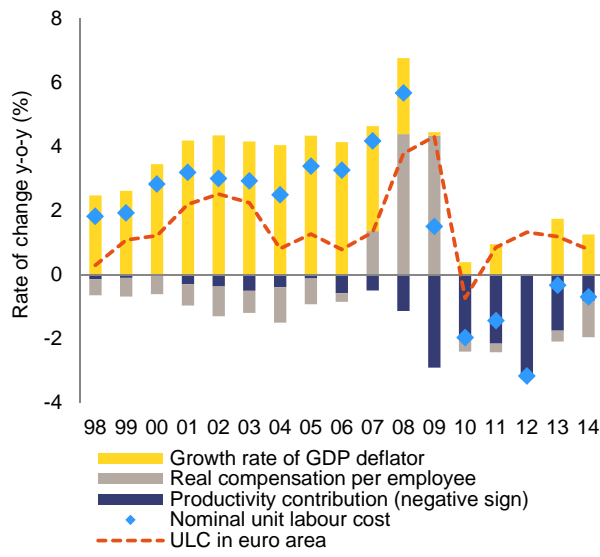 Rate of change y-o-y (%)
8
6
4
2
0
-2
-4
98 99 00 01 02 03 04 05 06 07 08 09 10 11 12 13 14
Growth rate of GDP deflator
Real compensation per employee
Productivity contribution (negative sign)
Nominal unit labour cost
ULC in euro area